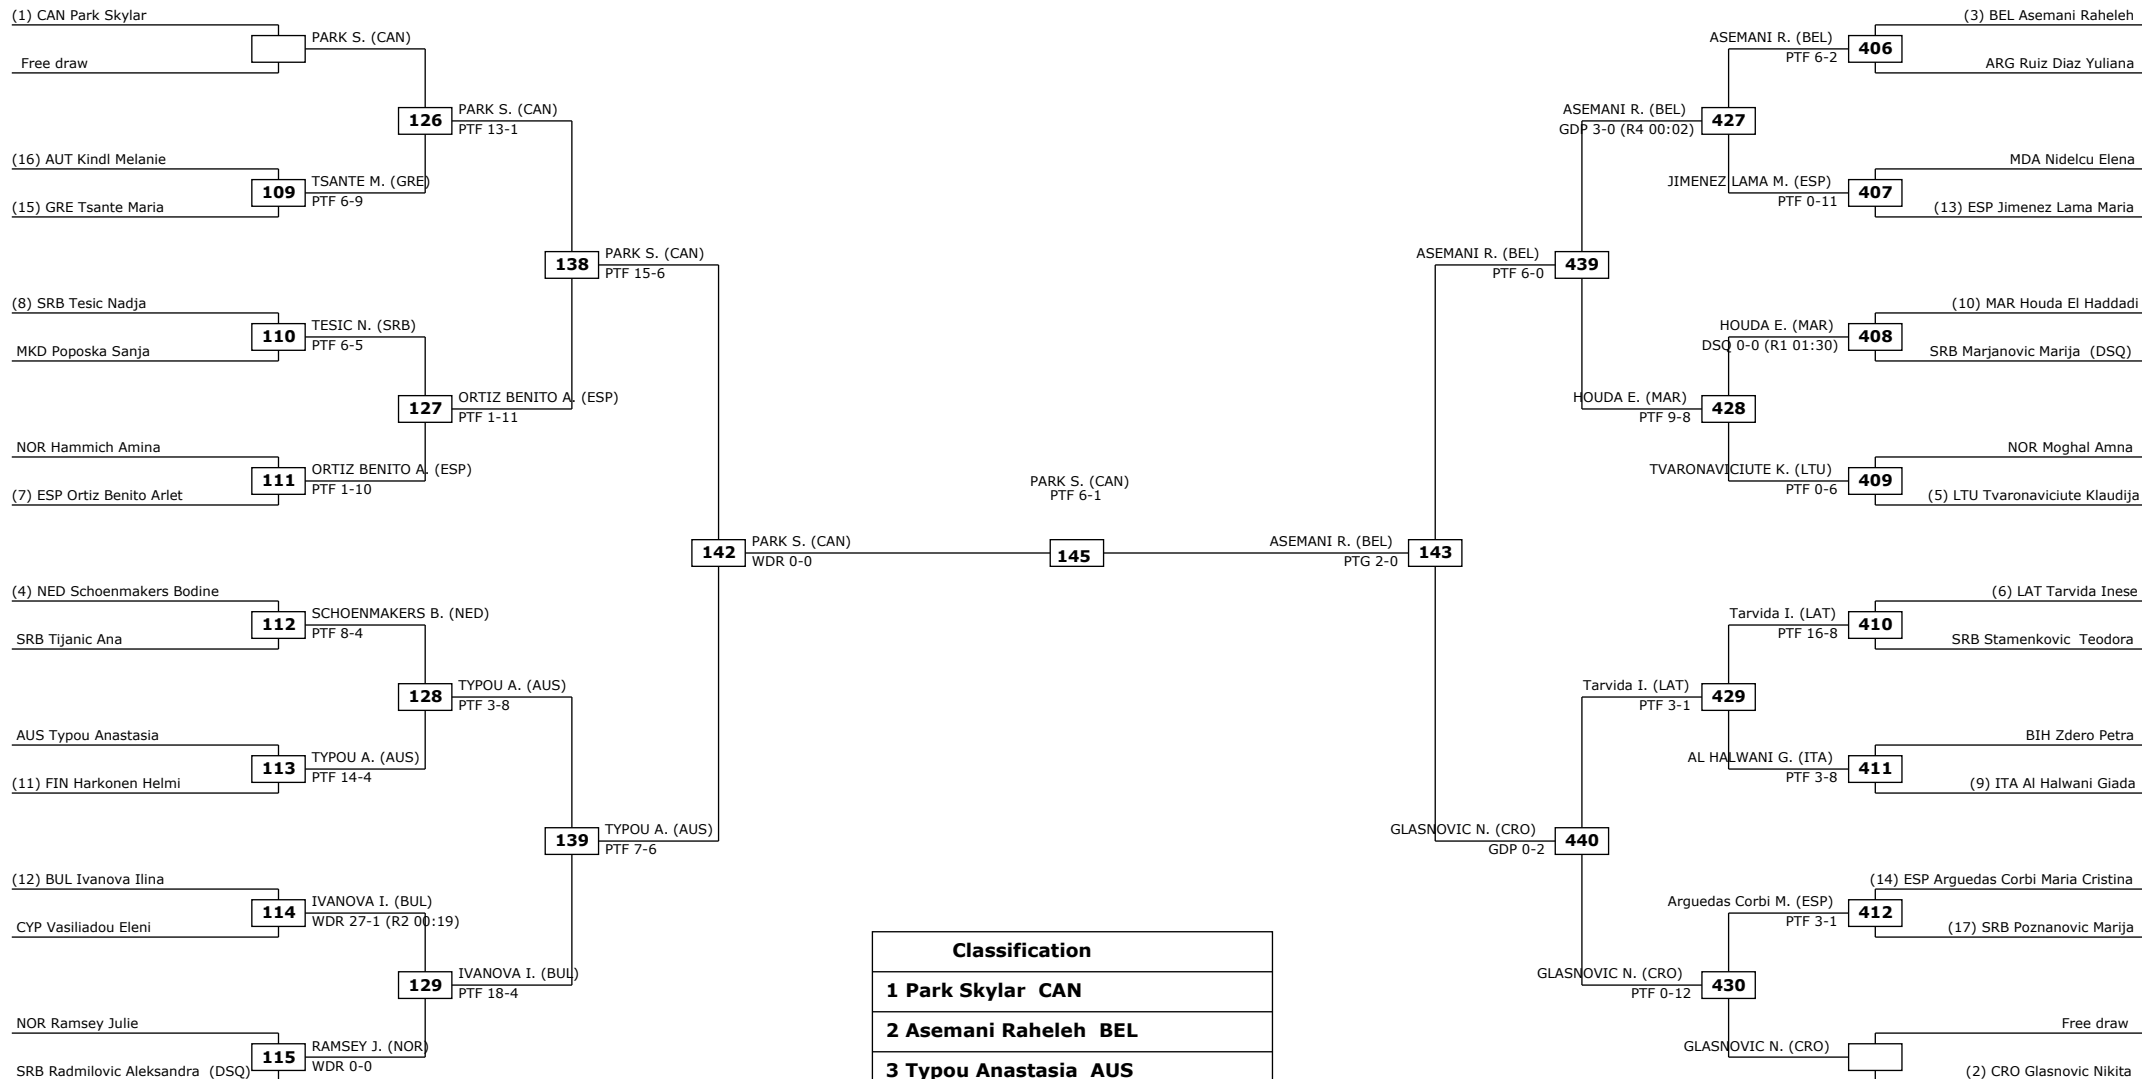 (1) CAN Park Skylar
PARK S. (CAN)
Free draw
126
PARK S. (CAN)
PTF 13-1
(16) AUT Kindl Melanie
109
TSANTE M. (GRE)
PTF 6-9
(15) GRE Tsante Maria
138
PARK S. (CAN)
PTF 15-6
(8) SRB Tesic Nadja
110
TESIC N. (SRB)
PTF 6-5
MKD Poposka Sanja
127
ORTIZ BENITO A. (ESP)
PTF 1-11
NOR Hammich Amina
111
ORTIZ BENITO A. (ESP)
PTF 1-10
(7) ESP Ortiz Benito Arlet
142
PARK S. (CAN)
WDR 0-0
(4) NED Schoenmakers Bodine
112
SCHOENMAKERS B. (NED)
PTF 8-4
SRB Tijanic Ana
128
TYPOU A. (AUS)
PTF 3-8
AUS Typou Anastasia
113
TYPOU A. (AUS)
PTF 14-4
(11) FIN Harkonen Helmi
139
TYPOU A. (AUS)
PTF 7-6
(12) BUL Ivanova Ilina
114
IVANOVA I. (BUL)
WDR 27-1 (R2 00:19)
CYP Vasiliadou Eleni
129
IVANOVA I. (BUL)
PTF 18-4
NOR Ramsey Julie
115
RAMSEY J. (NOR)
WDR 0-0
SRB Radmilovic Aleksandra (DSQ)
PARK S. (CAN)
PTF 6-1
145
Classification
1 Park Skylar CAN
2 Asemani Raheleh BEL
3 Typou Anastasia AUS
(3) BEL Asemani Raheleh
ASEMANI R. (BEL)
PTF 6-2
406
ARG Ruiz Diaz Yuliana
ASEMANI R. (BEL)
GDP 3-0 (R4 00:02)
427
MDA Nidelcu Elena
JIMENEZ LAMA M. (ESP)
PTF 0-11
407
(13) ESP Jimenez Lama Maria
ASEMANI R. (BEL)
PTF 6-0
439
(10) MAR Houda El Haddadi
HOUDA E. (MAR)
DSQ 0-0 (R1 01:30)
408
SRB Marjanovic Marija (DSQ)
HOUDA E. (MAR)
PTF 9-8
428
NOR Moghal Amna
TVARONAVICIUTE K. (LTU)
PTF 0-6
409
(5) LTU Tvaronaviciute Klaudija
ASEMANI R. (BEL)
PTG 2-0
143
(6) LAT Tarvida Inese
Tarvida I. (LAT)
PTF 16-8
410
SRB Stamenkovic Teodora
Tarvida I. (LAT)
PTF 3-1
429
BIH Zdero Petra
AL HALWANI G. (ITA)
PTF 3-8
411
(9) ITA Al Halwani Giada
GLASNOVIC N. (CRO)
GDP 0-2
440
(14) ESP Arguedas Corbi Maria Cristina
Arguedas Corbi M. (ESP)
PTF 3-1
412
(17) SRB Poznanovic Marija
GLASNOVIC N. (CRO)
PTF 0-12
430
Free draw
GLASNOVIC N. (CRO)
(2) CRO Glasnovic Nikita